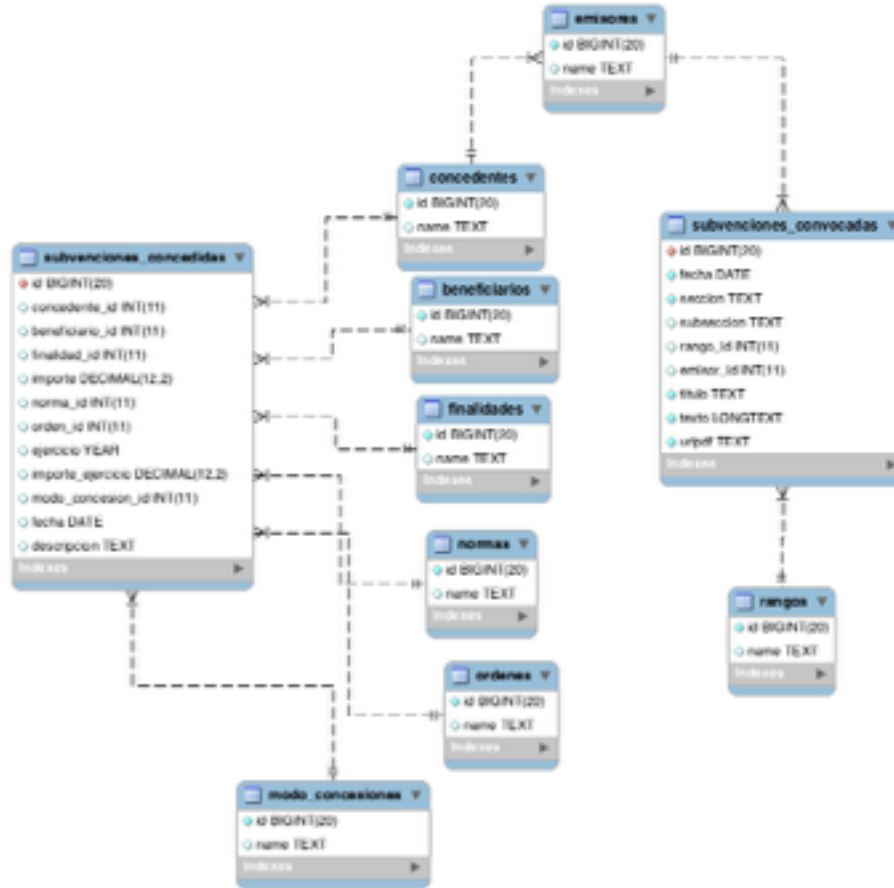 emisores
id BIGINT(20)
name TEXT
Indexes
concedentes
id BIGINT(20)
name TEXT
Indexes
subvenciones_concedidas
id BIGINT(20)
concedente_id INT(11)
beneficiario_id INT(11)
finalidad_id INT(11)
importe DECIMAL(12,2)
norma_id INT(11)
orden_id INT(11)
ejercicio YEAR
importe_ejercicio DECIMAL(12,2)
modo_concesion_id INT(11)
fecha DATE
descripcion TEXT
Indexes
beneficiarios
id BIGINT(20)
name TEXT
Indexes
finalidades
id BIGINT(20)
name TEXT
Indexes
normas
id BIGINT(20)
name TEXT
Indexes
ordenes
id BIGINT(20)
name TEXT
Indexes
modo_concesiones
id BIGINT(20)
name TEXT
Indexes
subvenciones_convocadas
id BIGINT(20)
fecha DATE
seccion TEXT
subseccion TEXT
rango_id INT(11)
emisor_id INT(11)
titulo TEXT
texto LONGTEXT
urlpdf TEXT
Indexes
rangos
id BIGINT(20)
name TEXT
Indexes